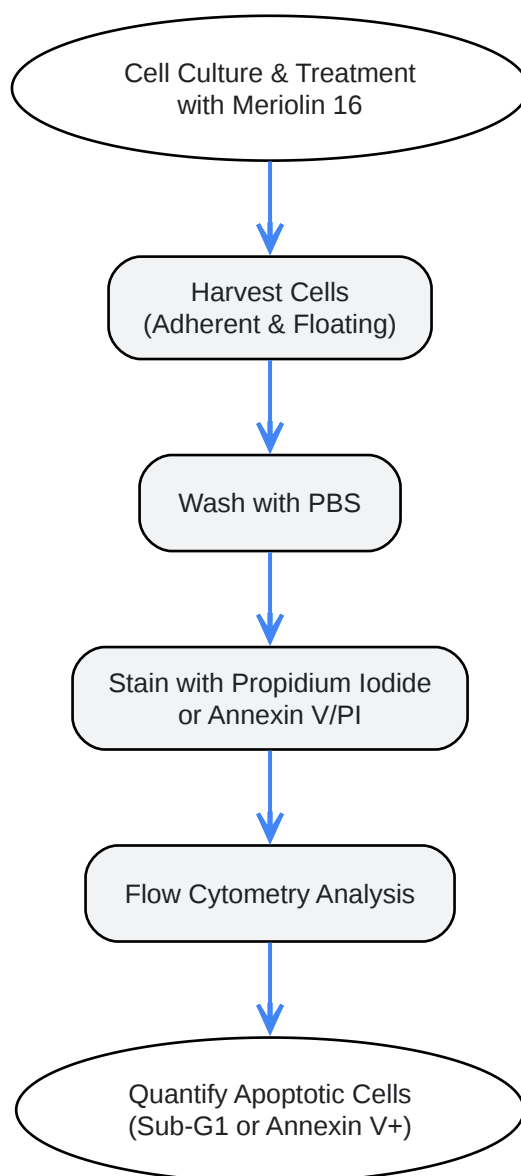 Cell Culture & Treatment
with Meriolin 16
Harvest Cells
(Adherent & Floating)
Wash with PBS
Stain with Propidium Iodide
or Annexin V/PI
Flow Cytometry Analysis
Quantify Apoptotic Cells
(Sub-G1 or Annexin V+)